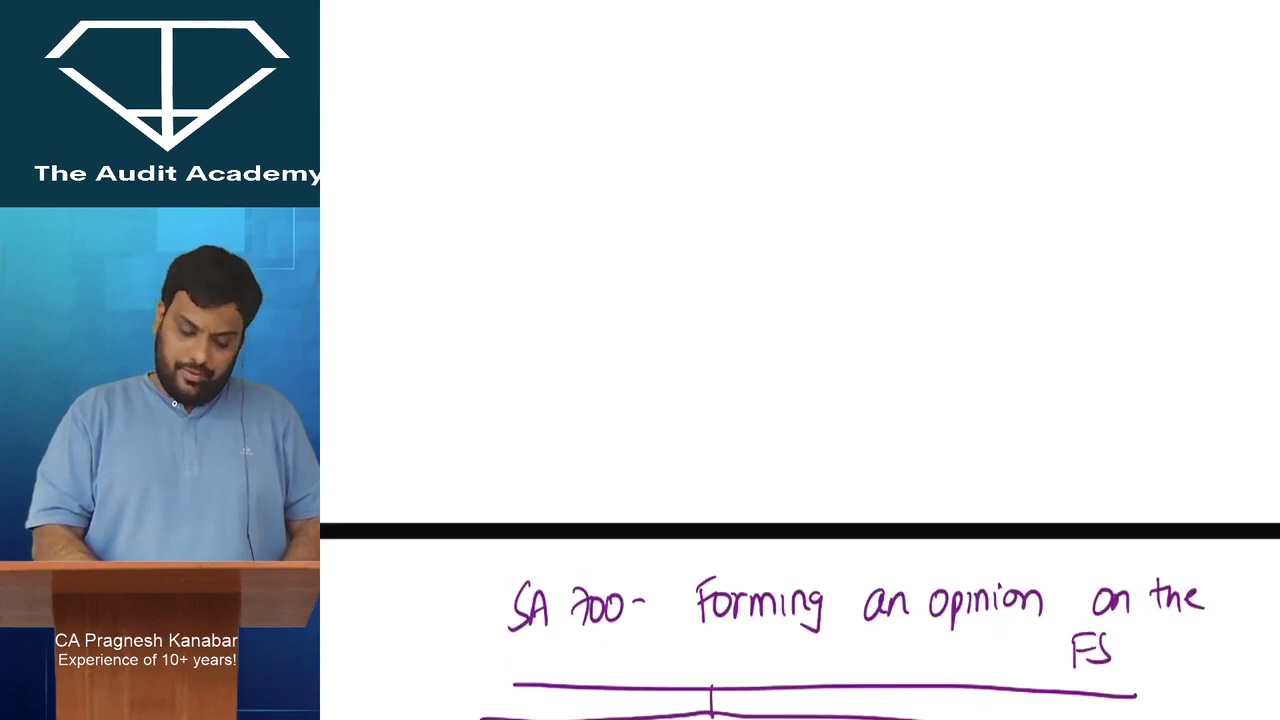 The Audit Academy
CA Pragnesh Kanabar
Experience of 10+ years!
SA 700- Forming an opinion on the
FS